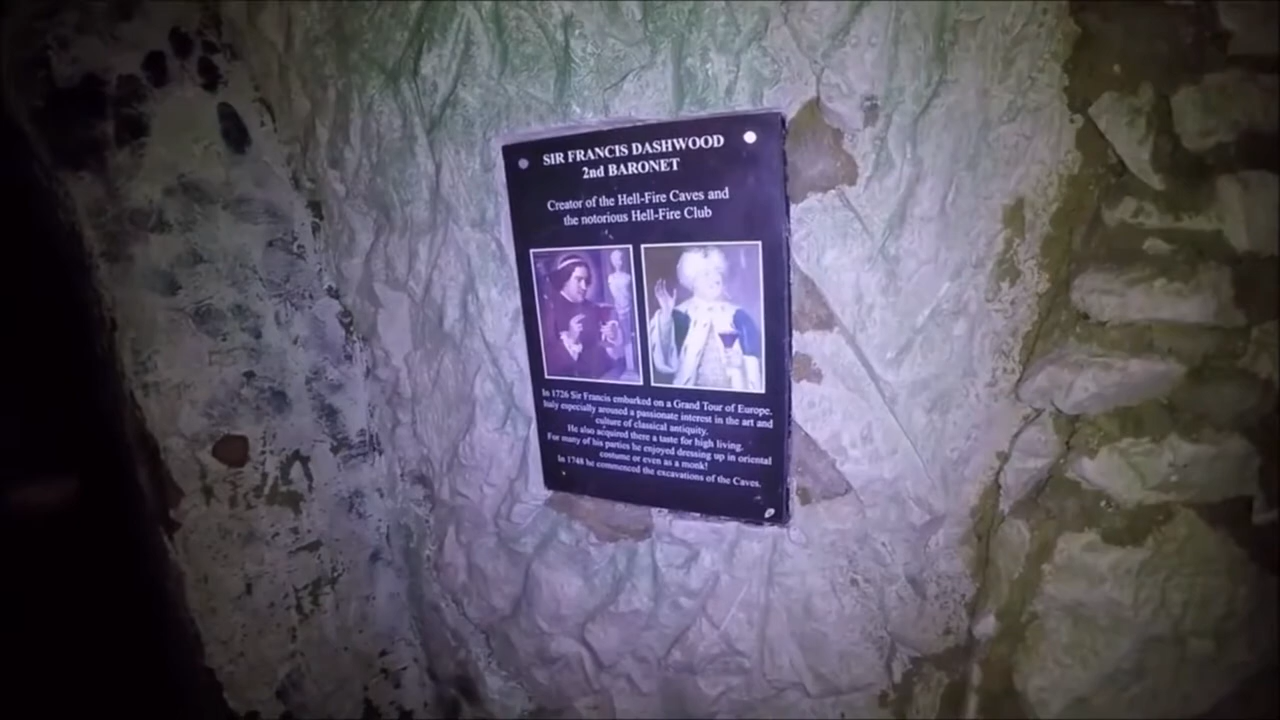 SIR FRANCIS DASHWOOD
2nd BARONET
Creator of the Hell-Fire Caves and
the notorious Hell-Fire Club
In 1726 Sir Francis embarked on a Grand Tour of Europe.
Italy especially aroused a passionate interest in the art and
culture of classical antiquity.
He also acquired there a taste for high living.
For many of his parties he enjoyed dressing up in oriental
costume or even as a monk!
In 1748 he commenced the excavations of the Caves.